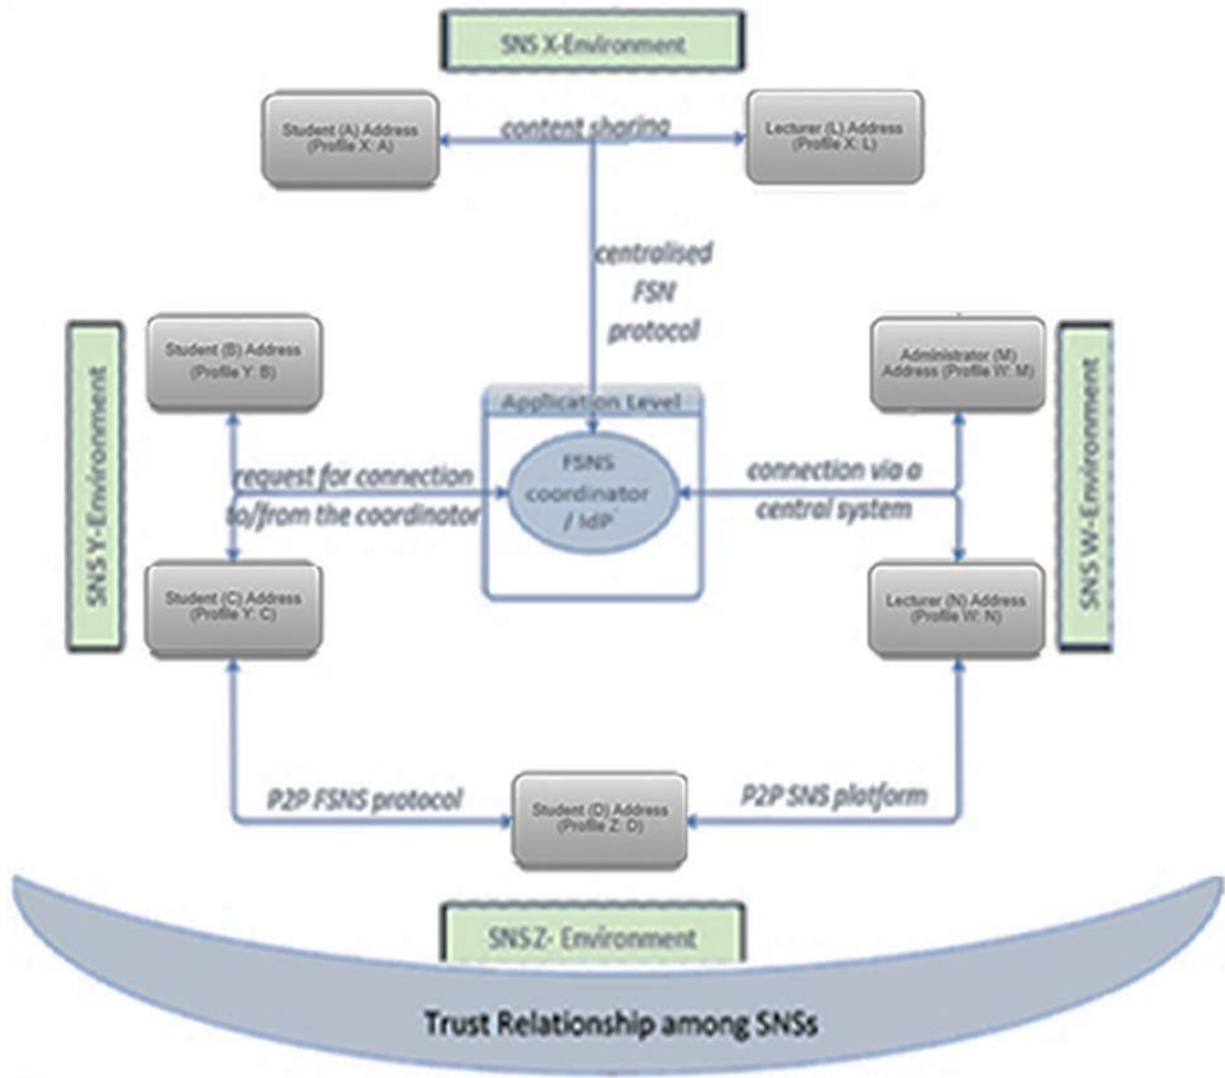 SNS X-Environment
Student (A) Address
(Profile X: A)
content sharing
Lecturer (L) Address
(Profile X: L)
centralised
FSN
protocol
Student (B) Address
(Profile Y: B)
Administrator (M)
Address (Profile W: M)
SNS Y-Environment
SNS W-Environment
Application Level
FSNS
coordinator
/ IdP
request for connection
to/from the coordinator
connection via a
central system
Student (C) Address
(Profile Y: C)
Lecturer (N) Address
(Profile W: N)
P2P FSNS protocol
P2P SNS platform
Student (D) Address
(Profile Z: D)
SNS Z- Environment
Trust Relationship among SNSs